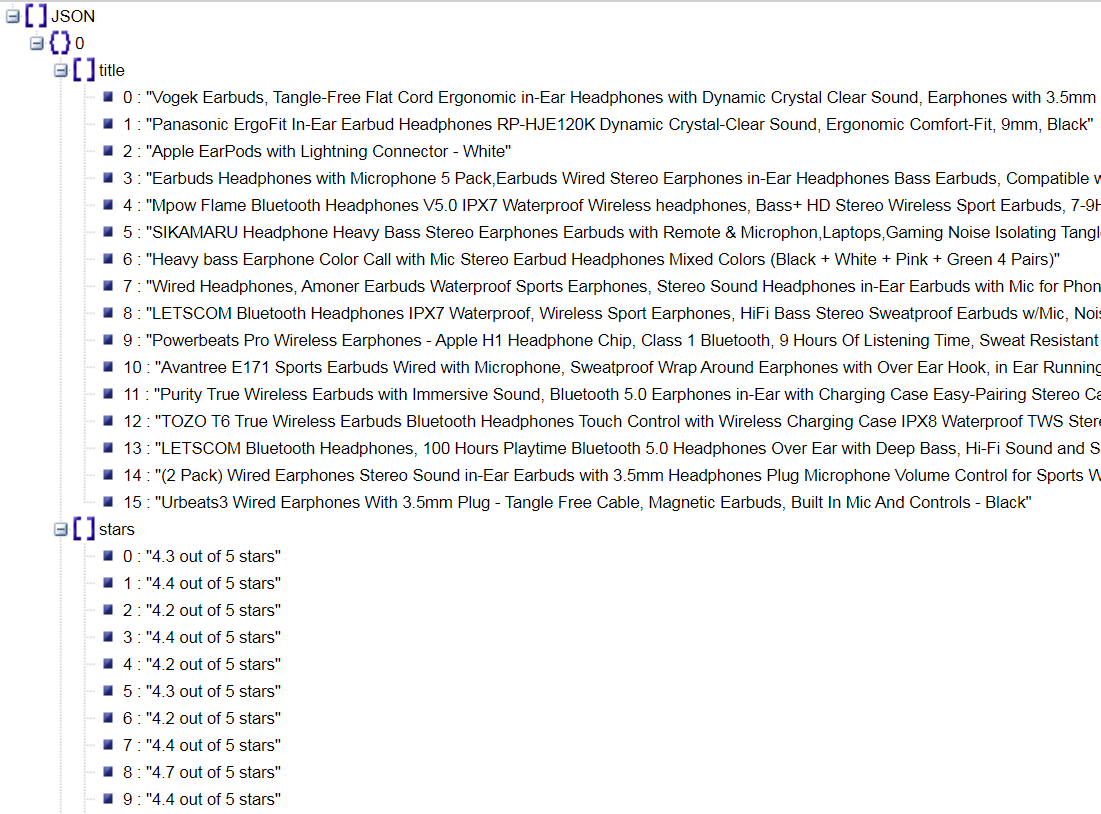 JSON
0
title
0 : "Vogek Earbuds, Tangle-Free Flat Cord Ergonomic in-Ear Headphones with Dynamic Crystal Clear Sound, Earphones with 3.5mm
1 : "Panasonic ErgoFit In-Ear Earbud Headphones RP-HJE120K Dynamic Crystal-Clear Sound, Ergonomic Comfort-Fit, 9mm, Black"
2 : "Apple EarPods with Lightning Connector - White"
3 : "Earbuds Headphones with Microphone 5 Pack,Earbuds Wired Stereo Earphones in-Ear Headphones Bass Earbuds, Compatible
4 : "Mpow Flame Bluetooth Headphones V5.0 IPX7 Waterproof Wireless headphones, Bass+ HD Stereo Wireless Sport Earbuds, 7-9
5 : "SIKAMARU Headphone Heavy Bass Stereo Earphones Earbuds with Remote & Microphon,Laptops,Gaming Noise Isolating Tangl
6 : "Heavy bass Earphone Color Call with Mic Stereo Earbud Headphones Mixed Colors (Black + White + Pink + Green 4 Pairs)"
7 : "Wired Headphones, Amoner Earbuds Waterproof Sports Earphones, Stereo Sound Headphones in-Ear Earbuds with Mic for Phon
8 : "LETSCOM Bluetooth Headphones IPX7 Waterproof, Wireless Sport Earphones, HiFi Bass Stereo Sweatproof Earbuds w/Mic, Noi
9 : "Powerbeats Pro Wireless Earphones - Apple H1 Headphone Chip, Class 1 Bluetooth, 9 Hours Of Listening Time, Sweat Resistant
10 : "Avantree E171 Sports Earbuds Wired with Microphone, Sweatproof Wrap Around Earphones with Over Ear Hook, in Ear Running
11 : "Purity True Wireless Earbuds with Immersive Sound, Bluetooth 5.0 Earphones in-Ear with Charging Case Easy-Pairing Stereo Ca
12 : "TOZO T6 True Wireless Earbuds Bluetooth Headphones Touch Control with Wireless Charging Case IPX8 Waterproof TWS Ster
13 : "LETSCOM Bluetooth Headphones, 100 Hours Playtime Bluetooth 5.0 Headphones Over Ear with Deep Bass, Hi-Fi Sound and S
14 : "(2 Pack) Wired Earphones Stereo Sound in-Ear Earbuds with 3.5mm Headphones Plug Microphone Volume Control for Sports W
15 : "Urbeats3 Wired Earphones With 3.5mm Plug - Tangle Free Cable, Magnetic Earbuds, Built In Mic And Controls - Black"
stars
0 : "4.3 out of 5 stars"
1 : "4.4 out of 5 stars"
2 : "4.2 out of 5 stars"
3 : "4.4 out of 5 stars"
4 : "4.2 out of 5 stars"
5 : "4.3 out of 5 stars"
6 : "4.2 out of 5 stars"
7 : "4.4 out of 5 stars"
8 : "4.7 out of 5 stars"
9 : "4.4 out of 5 stars"